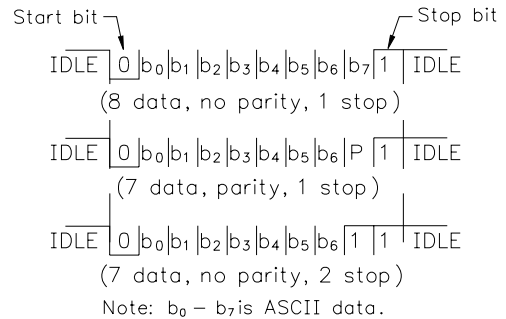 Start bit Stop bit
IDLE 0 b₀ b₁ b₂ b₃ b₄ b₅ b₆ b₇ 1 IDLE
(8 data, no parity, 1 stop)
IDLE 0 b₀ b₁ b₂ b₃ b₄ b₅ b₆ P 1 IDLE
(7 data, parity, 1 stop)
IDLE 0 b₀ b₁ b₂ b₃ b₄ b₅ b₆ 1 1 IDLE
(7 data, no parity, 2 stop)
Note: b₀ – b₇ is ASCII data.